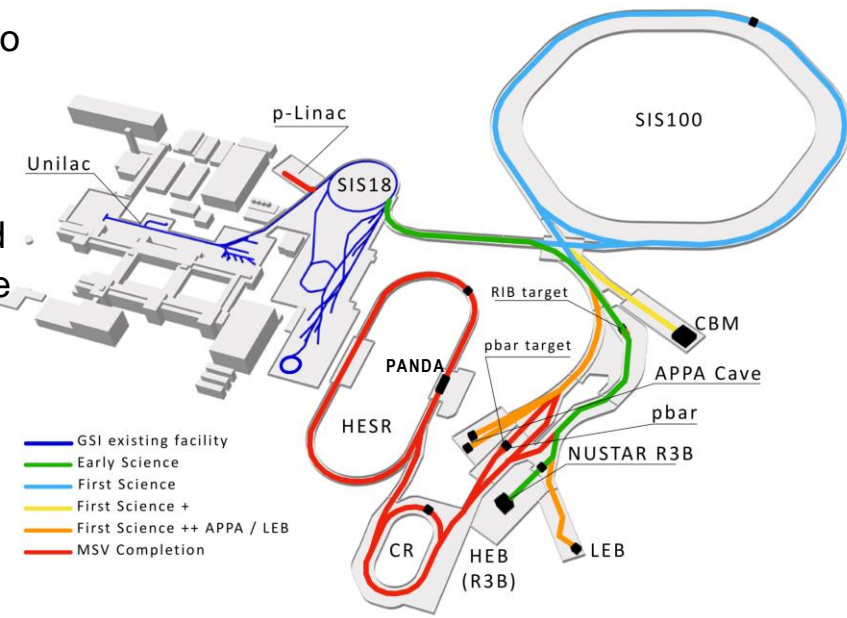 o
d
e
p-Linac
Unilac
SIS18
SIS100
RIB target
CBM
pbar target
PANDA
APPA Cave
HESR
pbar
NUSTAR R3B
GSI existing facility
Early Science
First Science
First Science +
First Science ++ APPA / LEB
MSV Completion
CR
HEB
(R3B)
LEB